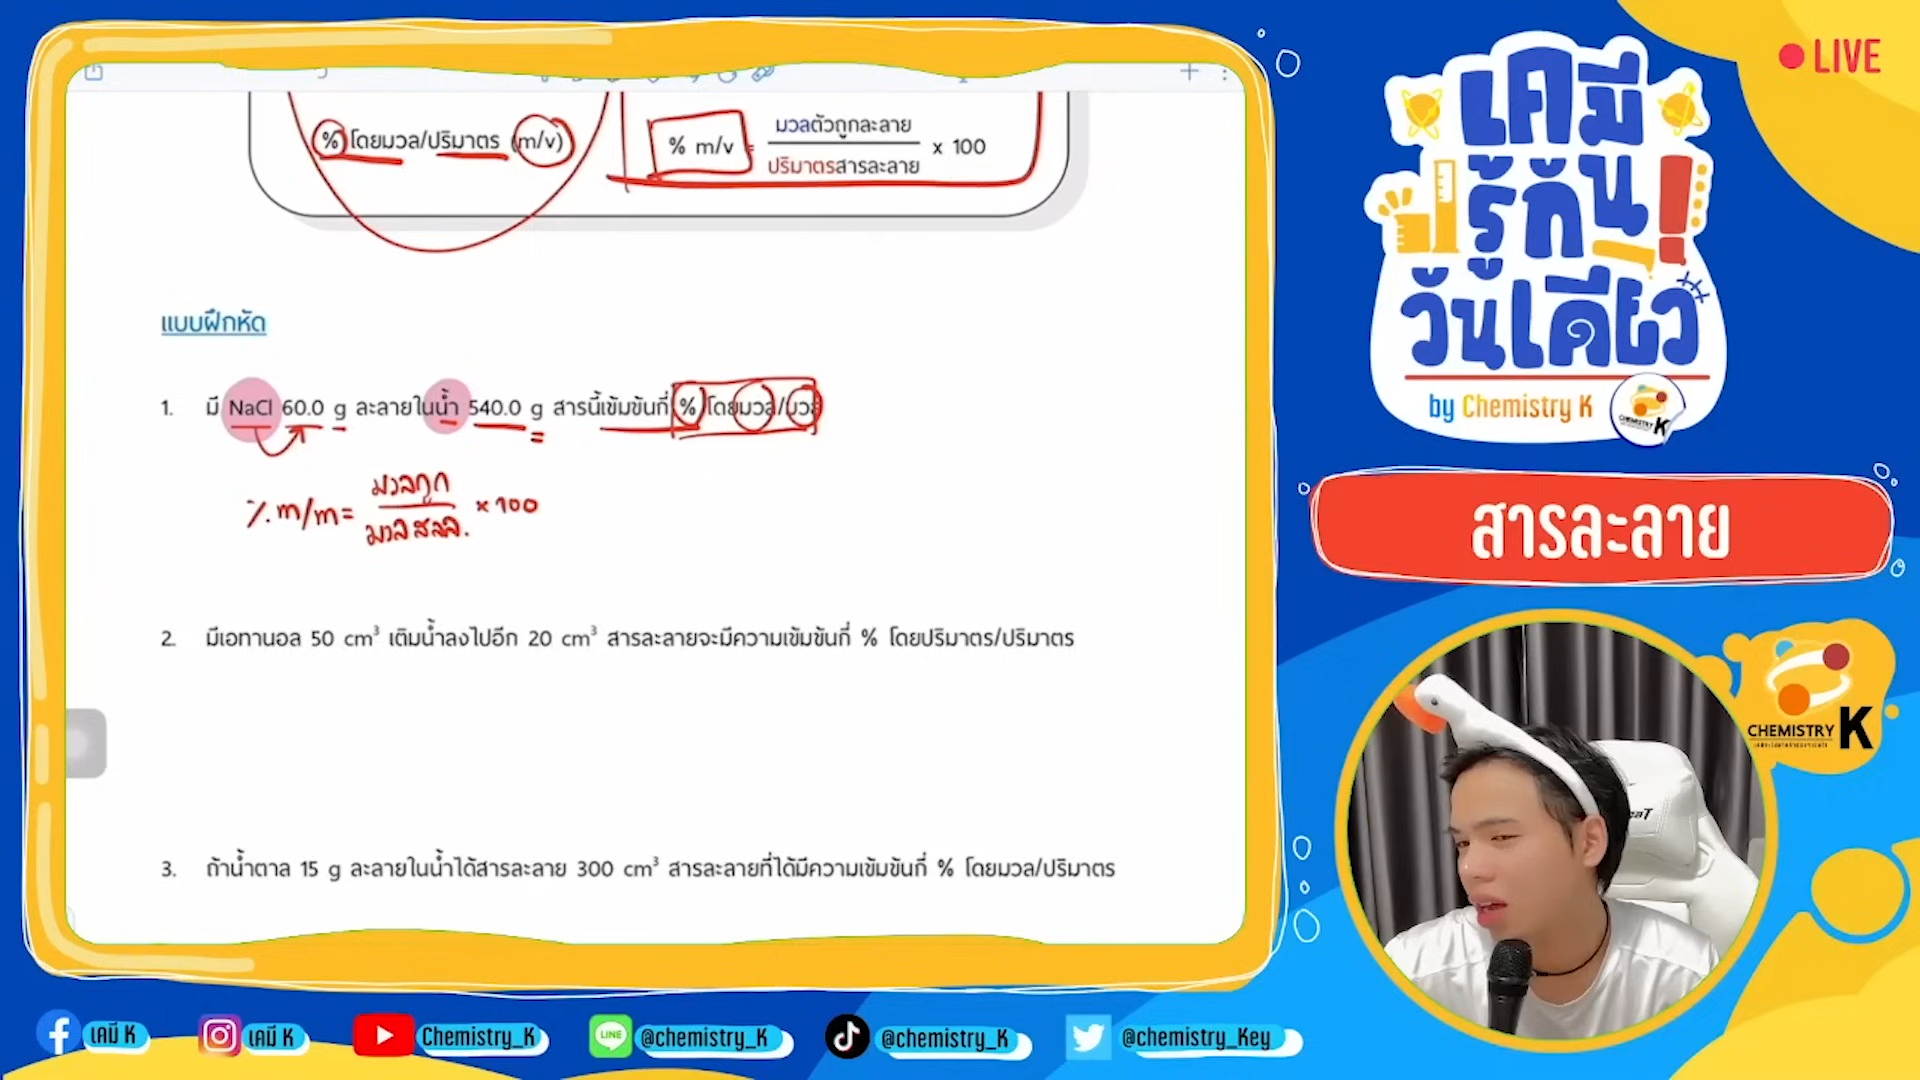 % โดยมวล/ปริมาตร (m/v)
% m/v = มวลตัวถูกละลาย / ปริมาตรสารละลาย x 100
แบบฝึกหัด
1. มี NaCl 60.0 g ละลายในน้ำ 540.0 g สารนี้เข้มข้นกี่ % โดยมวล/มวล
% m/m = มวลถูก / มวลสลล. × 100
2. มีเอทานอล 50 cm³ เติมน้ำลงไปอีก 20 cm³ สารละลายจะมีความเข้มข้นกี่ % โดยปริมาตร/ปริมาตร
3. ถ้าน้ำตาล 15 g ละลายในน้ำได้สารละลาย 300 cm³ สารละลายที่ได้มีความเข้มข้นกี่ % โดยมวล/ปริมาตร
LIVE
เคมี
รู้กัน!
วันเดียว
by Chemistry K
CHEMISTRY K
สารละลาย
CHEMISTRY K
เคมี K
เคมี K
Chemistry_K
LINE
@chemistry_K
@chemistry_K
@chemistry_Key